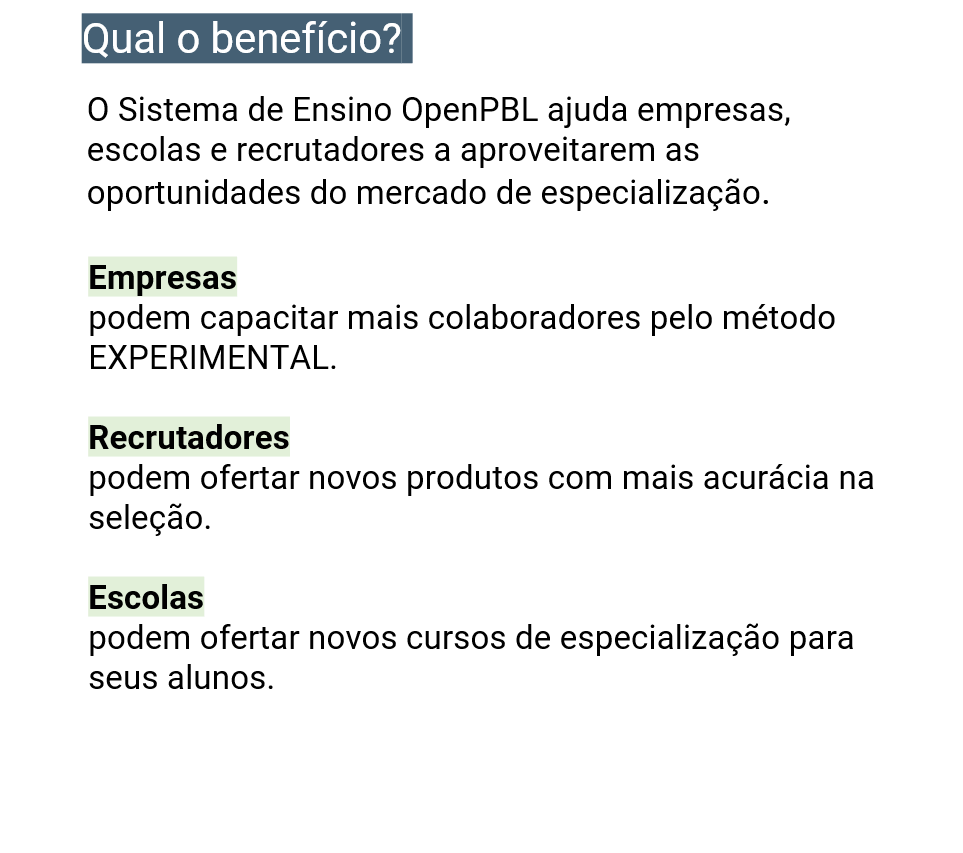 Qual o benefício?
O Sistema de Ensino OpenPBL ajuda empresas,
escolas e recrutadores a aproveitarem as
oportunidades do mercado de especialização.
Empresas
podem capacitar mais colaboradores pelo método
EXPERIMENTAL.
Recrutadores
podem ofertar novos produtos com mais acurácia na
seleção.
Escolas
podem ofertar novos cursos de especialização para
seus alunos.